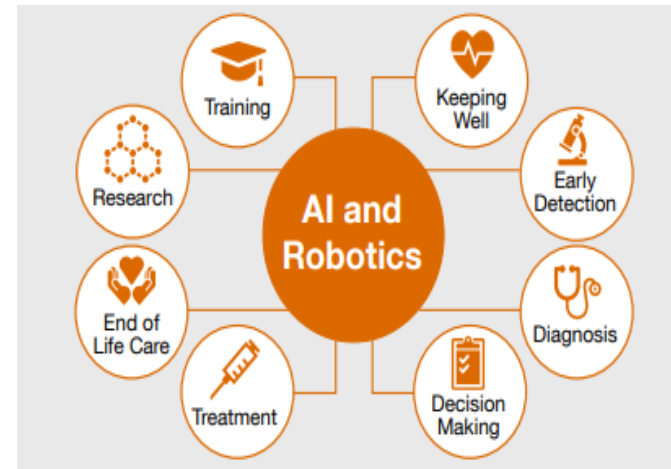 Training
Keeping
Well
Research
Early
Detection
AI and
Robotics
End of
Life Care
Diagnosis
Treatment
Decision
Making